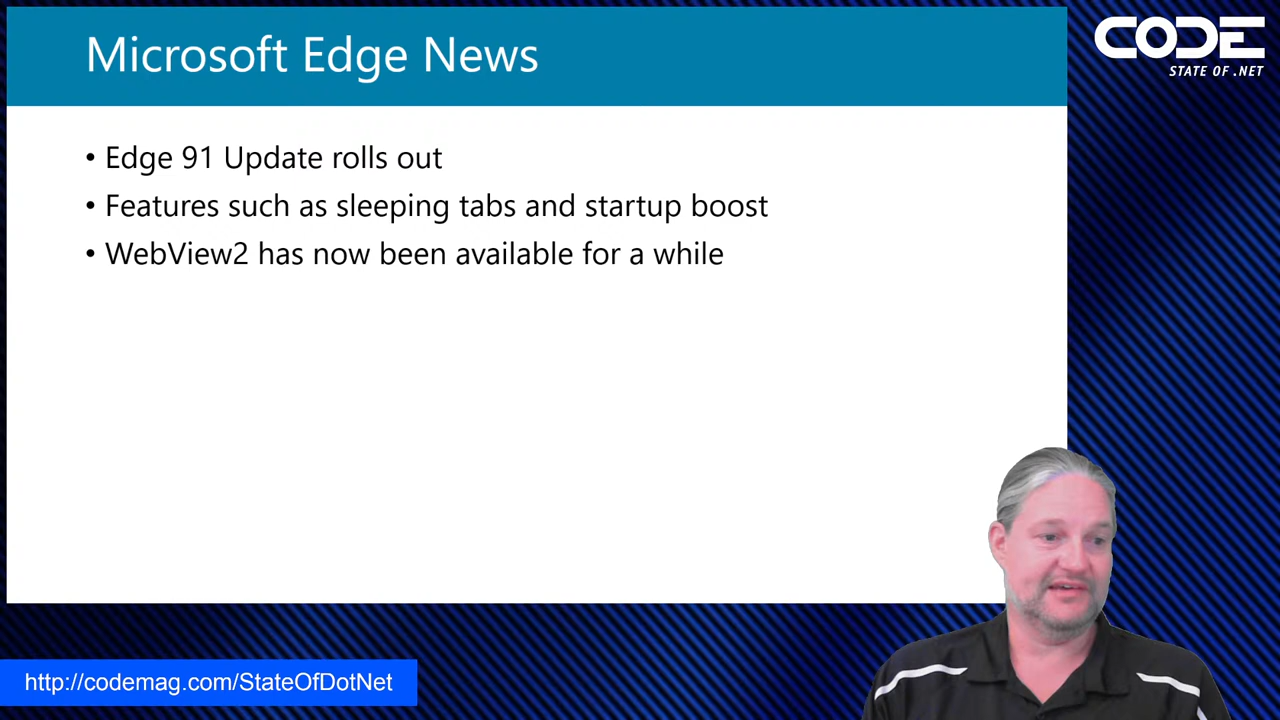 Microsoft Edge News
CODE
STATE OF .NET
• Edge 91 Update rolls out
• Features such as sleeping tabs and startup boost
• WebView2 has now been available for a while
http://codemag.com/StateOfDotNet